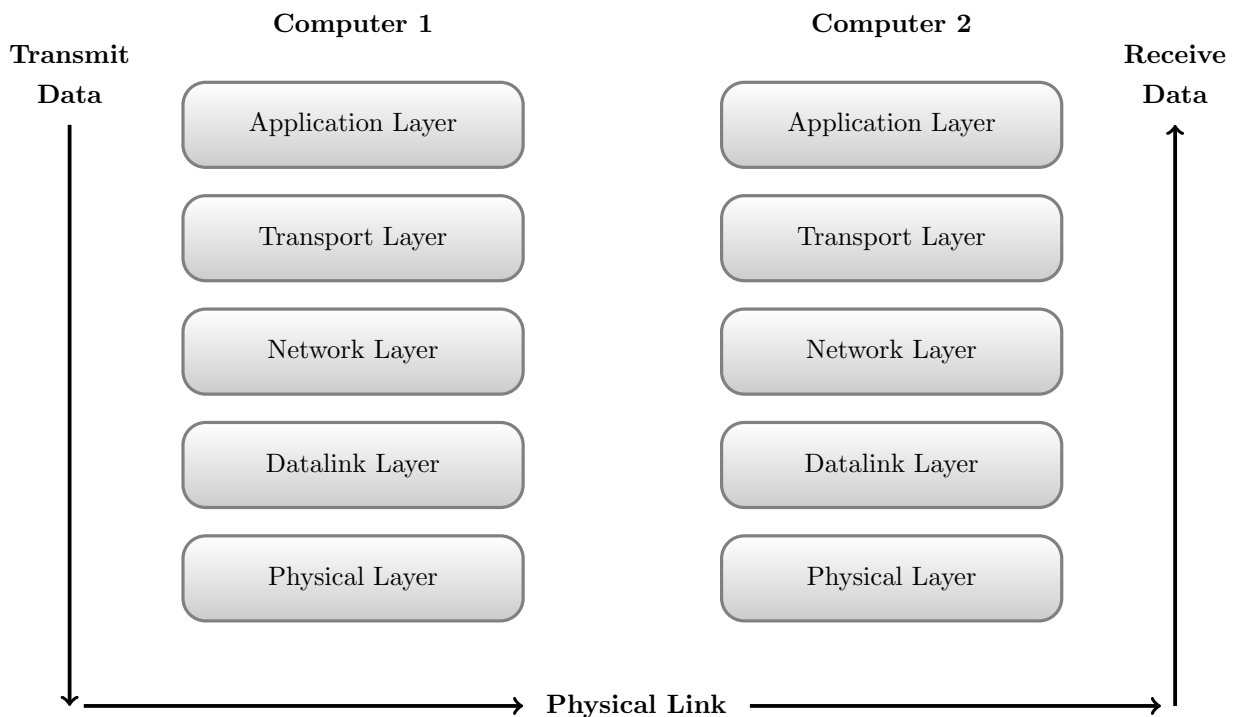 Computer 1
Computer 2
Transmit
Data
Receive
Data
Application Layer
Application Layer
Transport Layer
Transport Layer
Network Layer
Network Layer
Datalink Layer
Datalink Layer
Physical Layer
Physical Layer
Physical Link